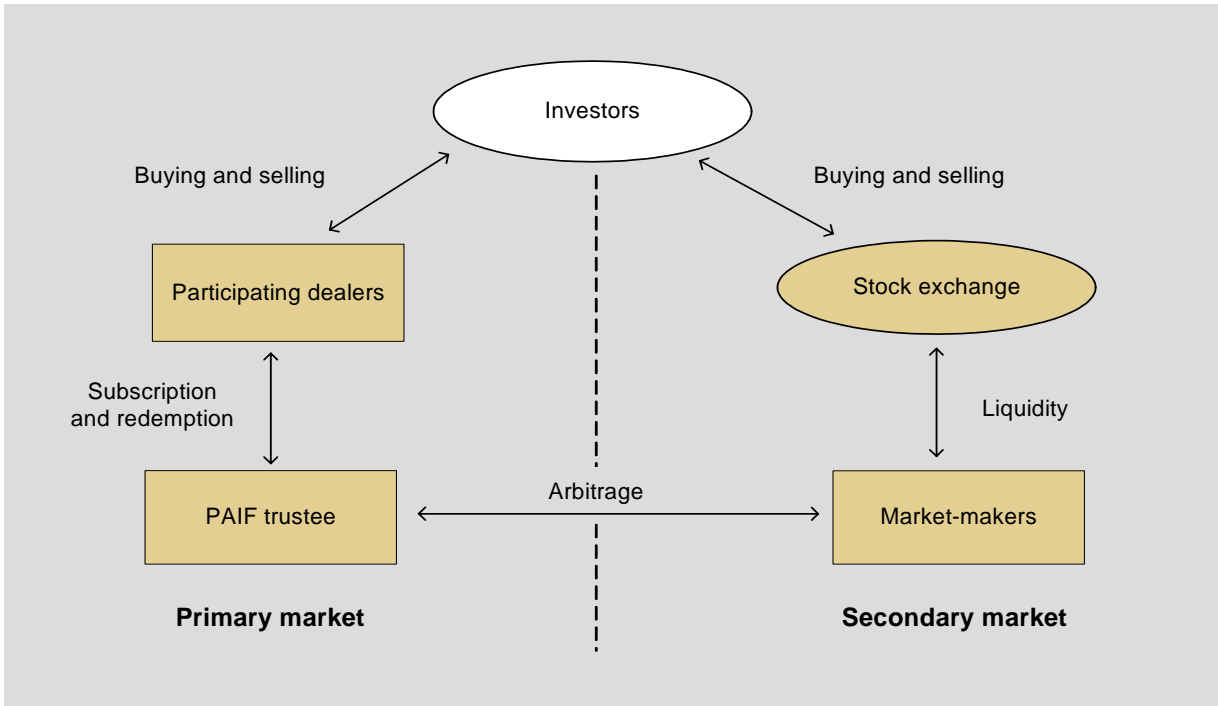 Investors
Buying and selling
Buying and selling
Participating dealers
Stock exchange
Subscription
and redemption
Liquidity
Arbitrage
PAIF trustee
Market-makers
Primary market
Secondary market